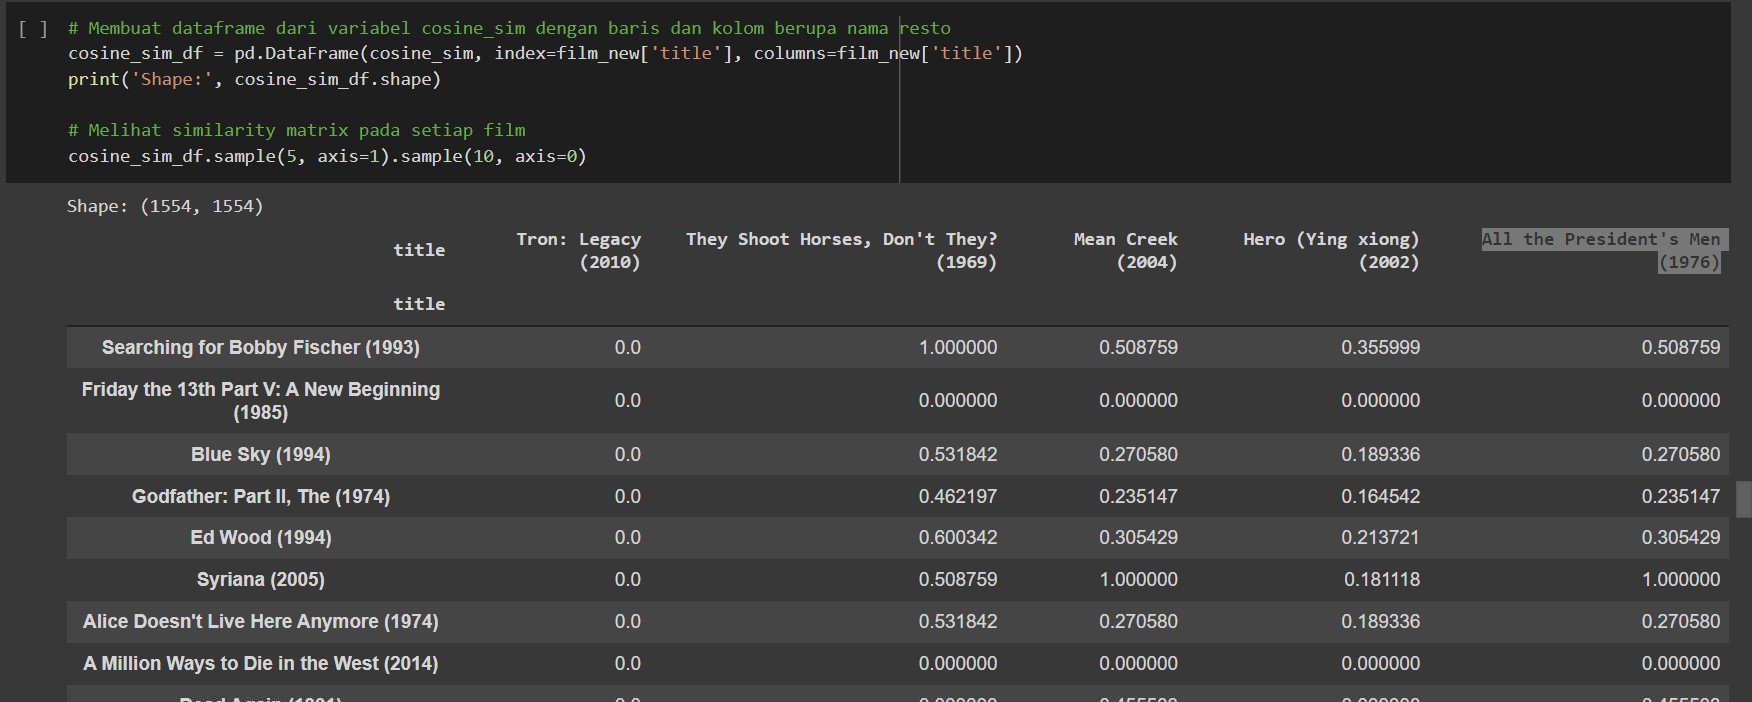 [ ] # Membuat dataframe dari variabel cosine_sim dengan baris dan kolom berupa nama resto
cosine_sim_df = pd.DataFrame(cosine_sim, index=film_new['title'], columns=film_new['title'])
print('Shape:', cosine_sim_df.shape)
# Melihat similarity matrix pada setiap film
cosine_sim_df.sample(5, axis=1).sample(10, axis=0)
Shape: (1554, 1554)
title Tron: Legacy (2010) They Shoot Horses, Don't They? (1969) Mean Creek (2004) Hero (Ying xiong) (2002) All the President's Men (1976)
title
Searching for Bobby Fischer (1993) 0.0 1.000000 0.508759 0.355999 0.508759
Friday the 13th Part V: A New Beginning (1985) 0.0 0.000000 0.000000 0.000000 0.000000
Blue Sky (1994) 0.0 0.531842 0.270580 0.189336 0.270580
Godfather: Part II, The (1974) 0.0 0.462197 0.235147 0.164542 0.235147
Ed Wood (1994) 0.0 0.600342 0.305429 0.213721 0.305429
Syriana (2005) 0.0 0.508759 1.000000 0.181118 1.000000
Alice Doesn't Live Here Anymore (1974) 0.0 0.531842 0.270580 0.189336 0.270580
A Million Ways to Die in the West (2014) 0.0 0.000000 0.000000 0.000000 0.000000